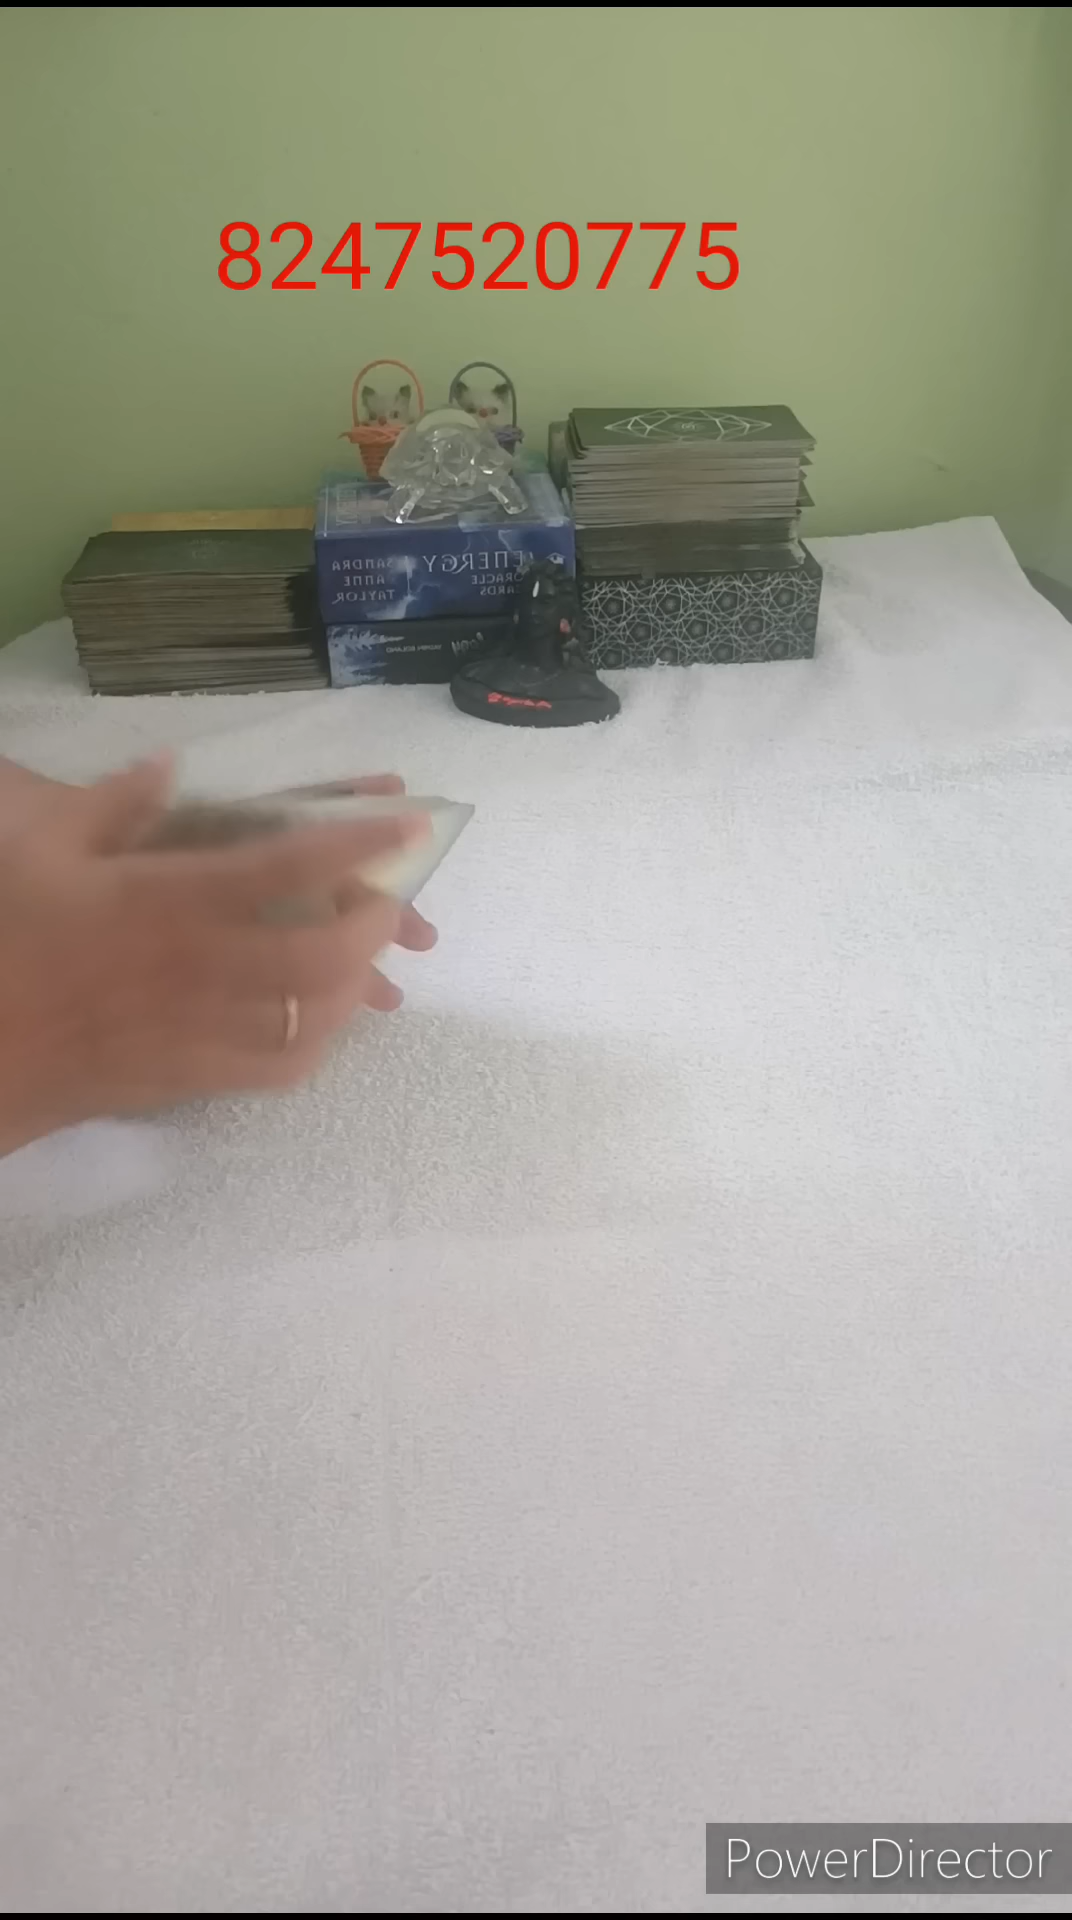 8247520775
ENERGY
ORACLE
CARDS
SANDRA
ANNE
TAYLOR
PowerDirector